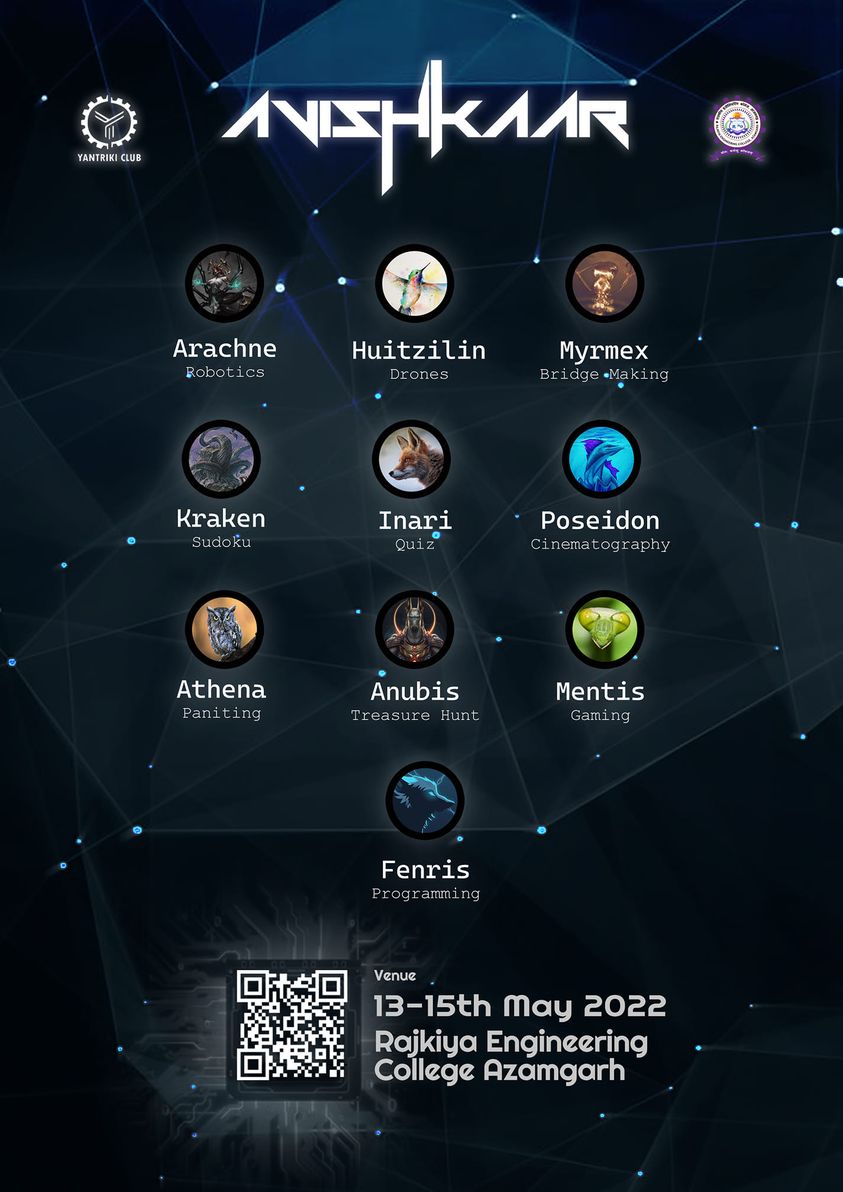 AVISHKAAR
YANTRIKI CLUB
Arachne
Robotics
Huitzilin
Drones
Myrmex
Bridge Making
Kraken
Sudoku
Inari
Quiz
Poseidon
Cinematography
Athena
Paniting
Anubis
Treasure Hunt
Mentis
Gaming
Fenris
Programming
Venue
13-15th May 2022
Rajkiya Engineering
College Azamgarh